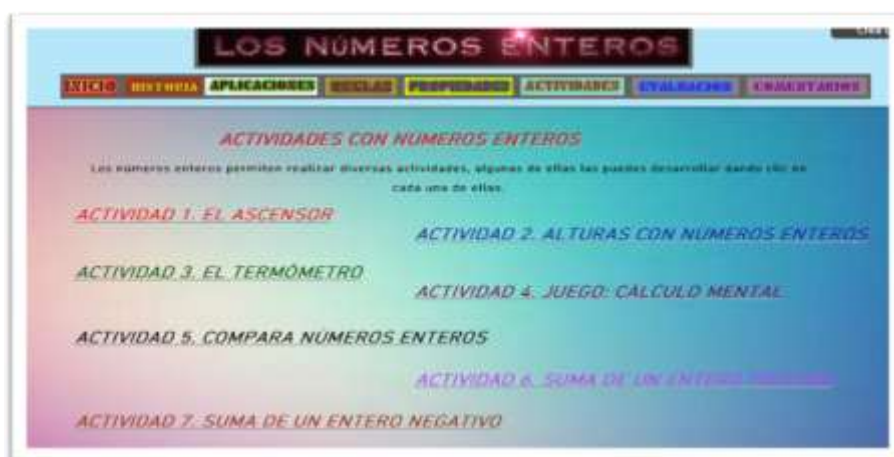 LOS NÚMEROS ENTEROS
INICIO HISTORIA APLICACIONES REGLAS PROPIEDADES ACTIVIDADES EVALUACION COMENTARIOS
ACTIVIDADES CON NUMEROS ENTEROS
Los números enteros permiten realizar diversas actividades, algunas de ellas las puedes desarrollar dando clic en
cada una de ellas.
ACTIVIDAD 1. EL ASCENSOR
ACTIVIDAD 2. ALTURAS CON NUMEROS ENTEROS
ACTIVIDAD 3. EL TERMÓMETRO
ACTIVIDAD 4. JUEGO: CÁLCULO MENTAL
ACTIVIDAD 5. COMPARA NÚMEROS ENTEROS
ACTIVIDAD 6. SUMA DE UN ENTERO
ACTIVIDAD 7. SUMA DE UN ENTERO NEGATIVO